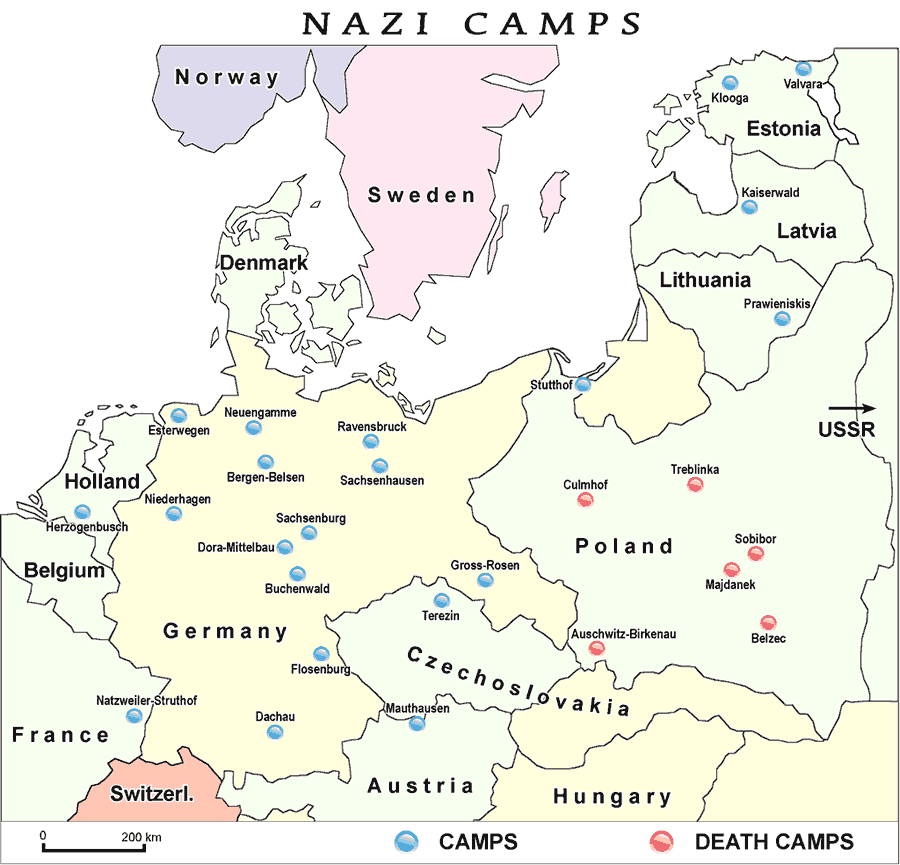 NAZI CAMPS
Norway
Valvara
Klooga
Estonia
Sweden
Kaiserwald
Latvia
Denmark
Lithuania
Prawieniskis
Stutthof
Neuengamme
Esterwegen
Ravensbruck
USSR
Treblinka
Bergen-Belsen
Sachsenhausen
Holland
Culmhof
Niederhagen
Herzogenbusch
Sachsenburg
Dora-Mittelbau
Poland
Sobibor
Belgium
Gross-Rosen
Majdanek
Buchenwald
Terezin
Germany
Auschwitz-Birkenau
Belzec
Flosenburg
Czechoslovakia
Natzweiler-Struthof
Mauthausen
Dachau
France
Austria
Switzerl.
Hungary
0
200 km
CAMPS
DEATH CAMPS